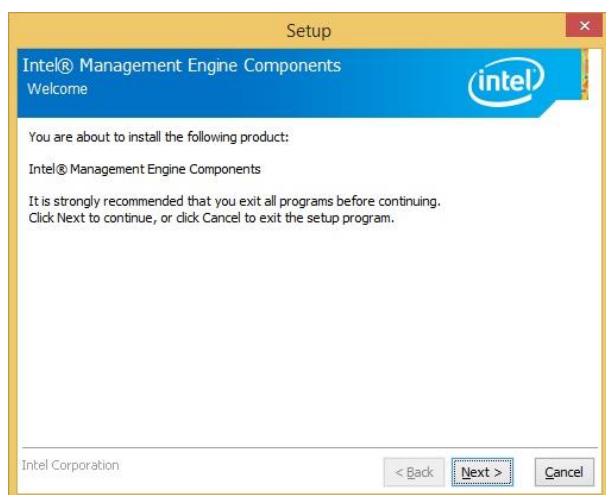 Setup
Intel® Management Engine Components
Welcome
intel
You are about to install the following product:
Intel® Management Engine Components
It is strongly recommended that you exit all programs before continuing.
Click Next to continue, or click Cancel to exit the setup program.
Intel Corporation
< Back
Next >
Cancel